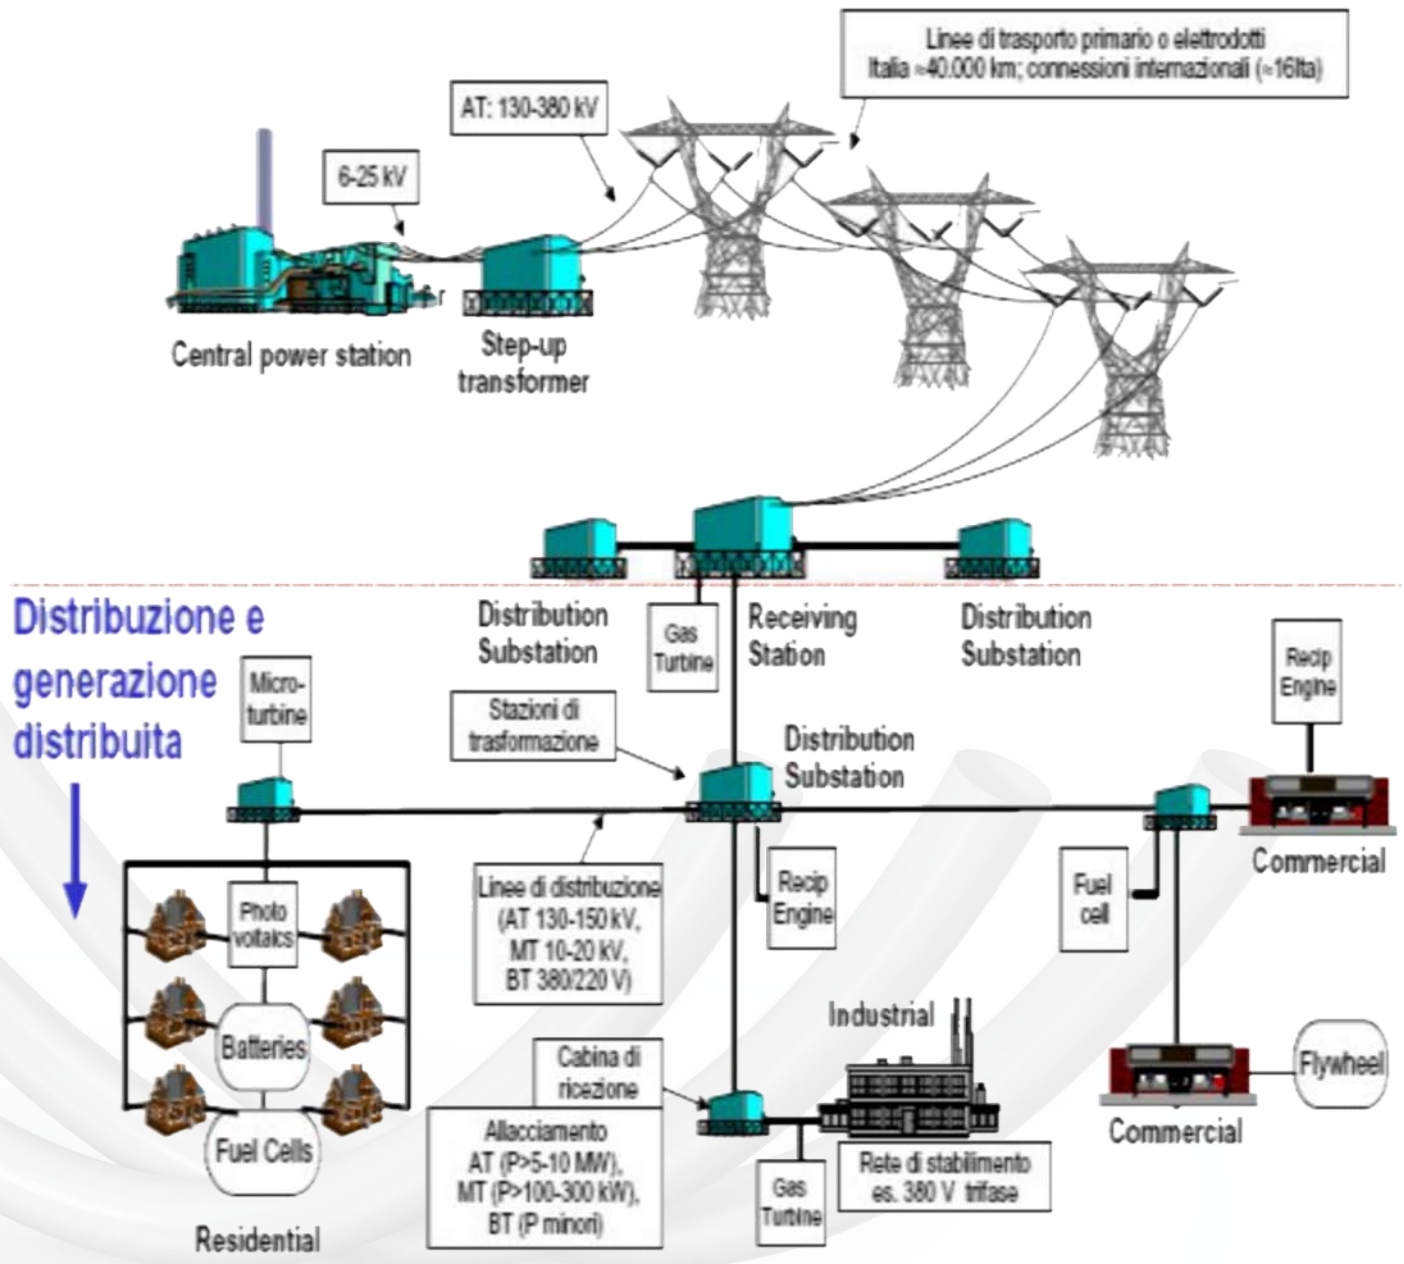 Linee di trasporto primario o elettrodotti
Italia ≈40.000 km; connessioni internazionali (≈16Ita)
AT: 130-380 kV
6-25 kV
Central power station
Step-up
transformer
Distribuzione e
generazione
distribuita
Distribution
Substation
Gas
Turbine
Receiving
Station
Distribution
Substation
Recip
Engine
Micro-
turbine
Stazioni di
trasformazione
Distribution
Substation
Commercial
Linee di distribuzione
(AT 130-150 kV,
MT 10-20 kV,
BT 380/220 V)
Recip
Engine
Fuel
cell
Photo
voltaics
Batteries
Fuel Cells
Residential
Industrial
Cabina di
ricezione
Allacciamento
AT (P>5-10 MW),
MT (P>100-300 kW),
BT (P minori)
Gas
Turbine
Rete di stabilimento
es. 380 V trifase
Flywheel
Commercial